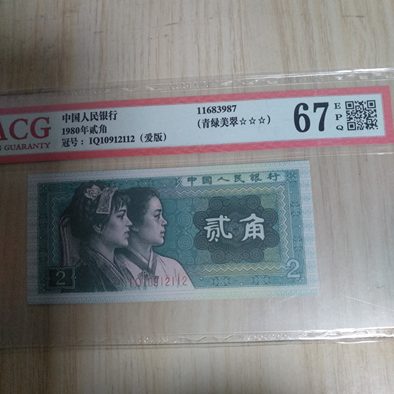 ACG
GUARANTY
中国人民银行
1980年贰角
冠号：IQ10912112（爱版）
11683987
（青绿美翠☆☆☆）
67 EPQ
中国人民银行
贰角
2
2
IQ10912112